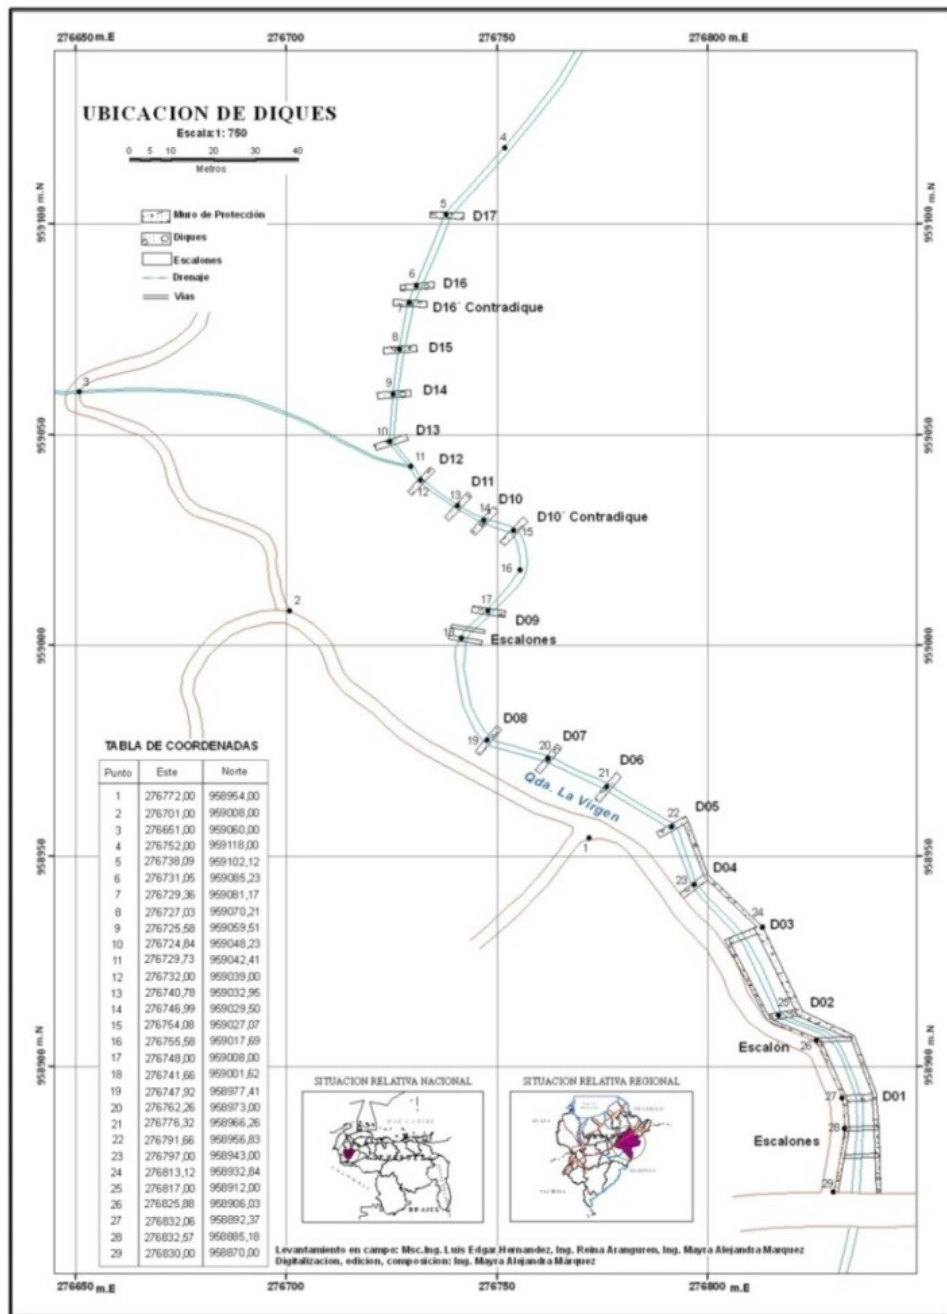 276650 m.E 276700 276750 276800 m.E
UBICACION DE DIQUES
Escala:1: 750
0 5 10 20 30 40
Metros
Muro de Protección
Diques
Escalones
Drenaje
Vías
959100 m.N
959050
959000
958950
958900 m.N
959100 m.N
959050
959000
958950
958900 m.N
4
5
D17
6
D16
7
D16´ Contradique
8
D15
9
D14
10
D13
11
D12
12
D11
13
D10
14
D10´ Contradique
15
16
17
D09
18
Escalones
3
2
D08
19
D07
20
D06
21
Qda. La Virgen
D05
22
1
D04
23
24
D03
25
D02
Escalón
26
27
D01
28
Escalones
29
TABLA DE COORDENADAS
Punto Este Norte
1 276772,00 958954,00
2 276701,00 959008,00
3 276651,00 959060,00
4 276752,00 959118,00
5 276738,09 959102,12
6 276731,05 959085,23
7 276729,36 959081,17
8 276727,03 959070,21
9 276725,58 959059,51
10 276724,84 959048,23
11 276729,73 959042,41
12 276732,00 959039,00
13 276740,78 959032,95
14 276746,99 959029,50
15 276754,08 959027,07
16 276755,58 959017,69
17 276748,00 959008,00
18 276741,66 959001,62
19 276747,92 958977,41
20 276762,26 958973,00
21 276776,32 958966,26
22 276791,66 958956,83
23 276797,00 958943,00
24 276813,12 958932,84
25 276817,00 958912,00
26 276825,88 958906,03
27 276832,06 958892,37
28 276832,57 958885,18
29 276830,00 958870,00
SITUACION RELATIVA NACIONAL
SITUACION RELATIVA REGIONAL
Levantamiento en campo: Msc.Ing. Luis Edgar Hernandez, Ing. Reina Aranguren, Ing. Mayra Alejandra Marquez
Digitalizacion, edicion, composicion: Ing. Mayra Alejandra Márquez
276650 m.E 276700 276750 276800 m.E